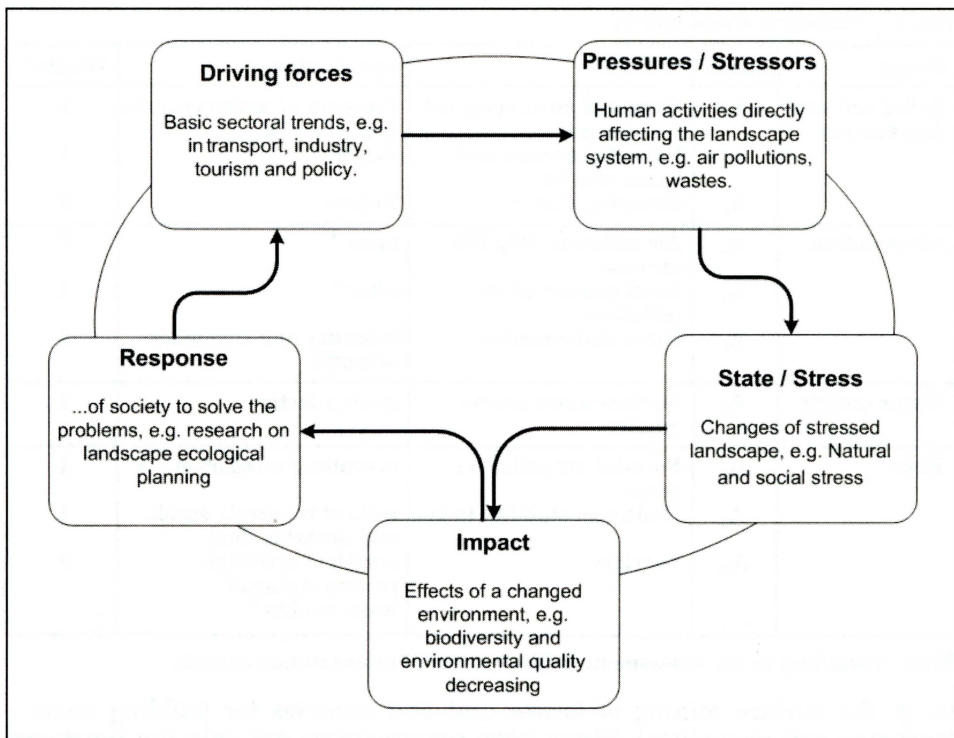 Driving forces
Basic sectoral trends, e.g.
in transport, industry,
tourism and policy.
Pressures / Stressors
Human activities directly
affecting the landscape
system, e.g. air pollutions,
wastes.
State / Stress
Changes of stressed
landscape, e.g. Natural
and social stress
Impact
Effects of a changed
environment, e.g.
biodiversity and
environmental quality
decreasing
Response
...of society to solve the
problems, e.g. research on
landscape ecological
planning